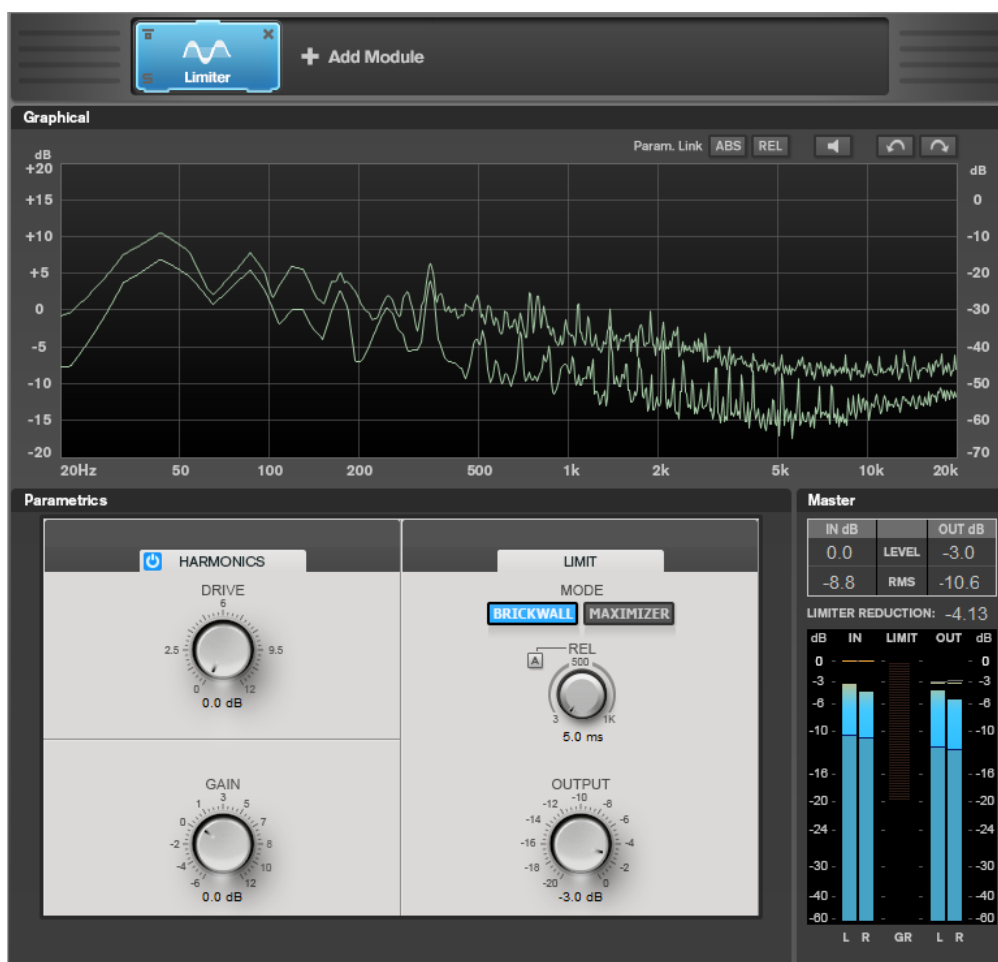 S
Limiter
Add Module
Graphical
Param. Link ABS REL
dB
dB
+20
+15
0
+10
-10
+5
-20
0
-30
-5
-40
-10
-50
-15
-60
-20
-70
20Hz 50 100 200 500 1k 2k 5k 10k 20k
Parametrics
HARMONICS
DRIVE
6
2.5 9.5
0 12
0.0 dB
GAIN
3
1 5
0 7
-2 8
-4 10
-6 12
0.0 dB
LIMIT
MODE
BRICKWALL MAXIMIZER
REL
A 500
3 1K
5.0 ms
OUTPUT
-10
-12 -8
-14 -6
-16 -4
-18 -2
-20 0
-3.0 dB
Master
IN dB OUT dB
0.0 LEVEL -3.0
-8.8 RMS -10.6
LIMITER REDUCTION: -4.13
dB IN LIMIT OUT dB
0 0
-3 -3
-6 -6
-10 -10
-16 -16
-20 -20
-24 -24
-30 -30
-40 -40
-60 -60
L R GR L R